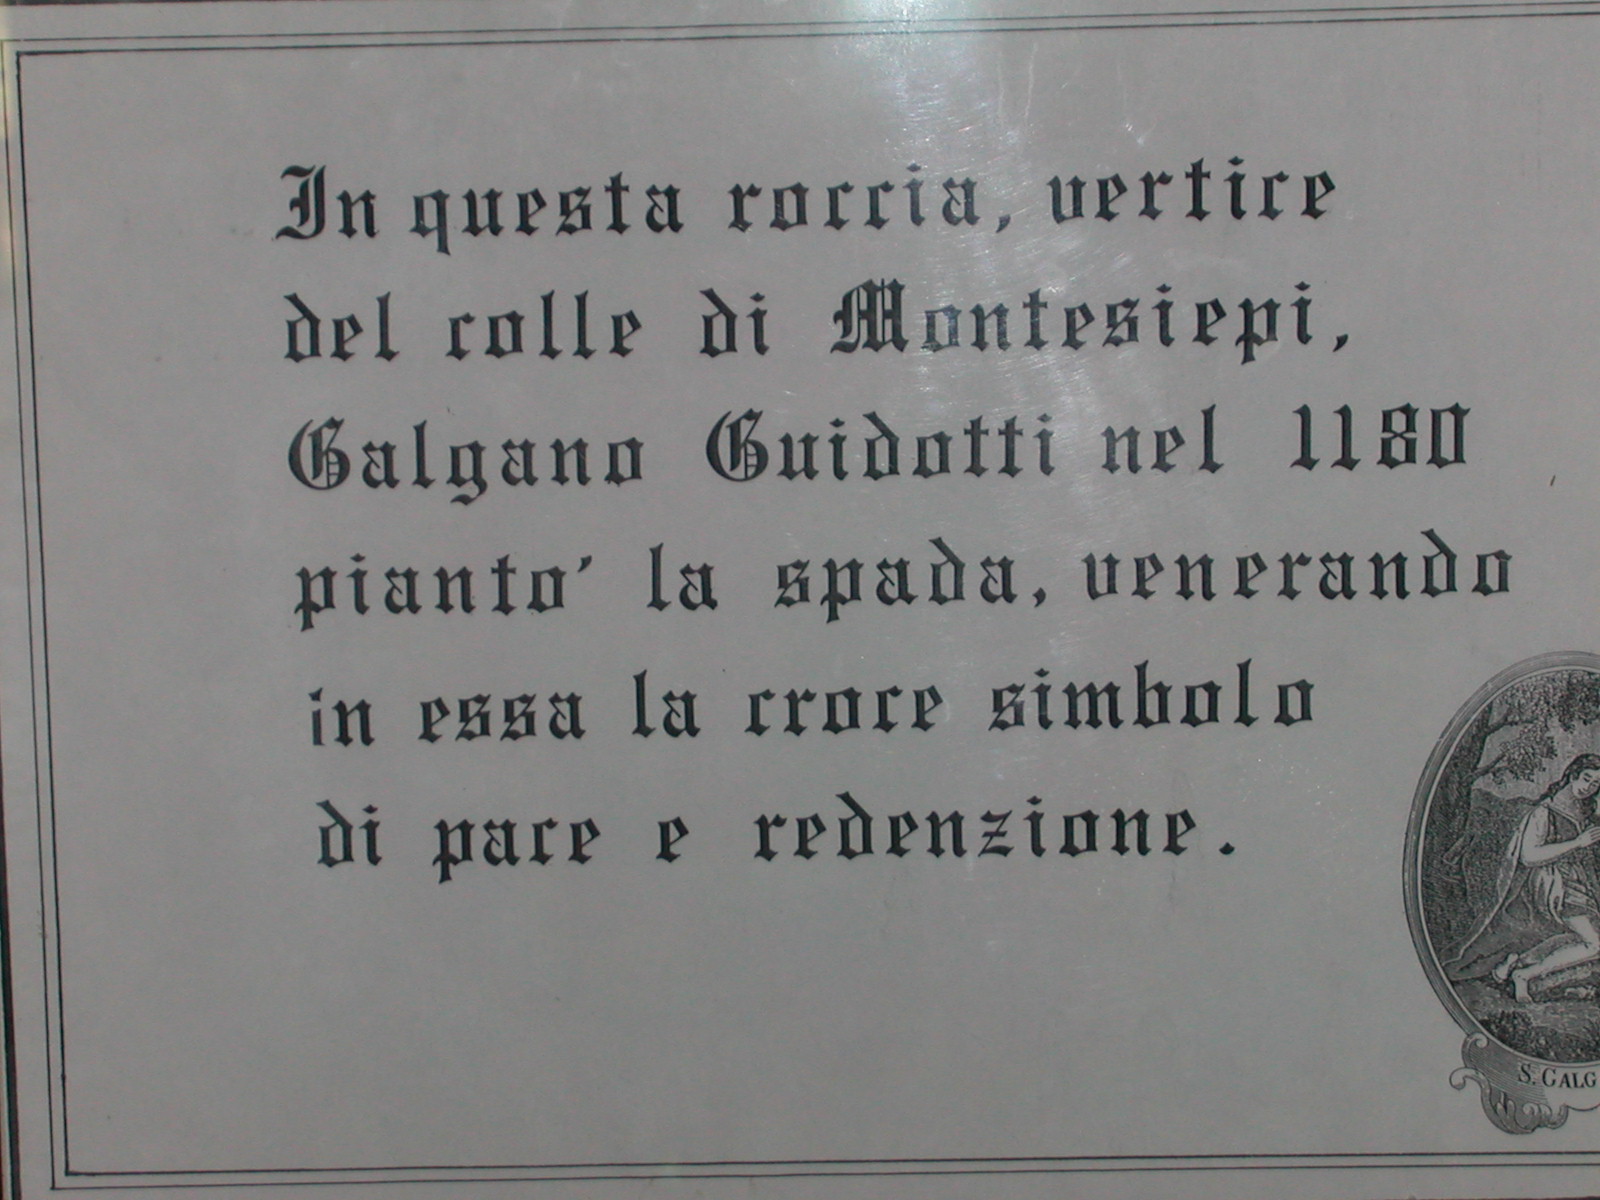 In questa roccia, vertice
del colle di Montesiepi,
Galgano Guidotti nel 1180
pianto' la spada, venerando
in essa la croce simbolo
di pace e redenzione.
S. GALG